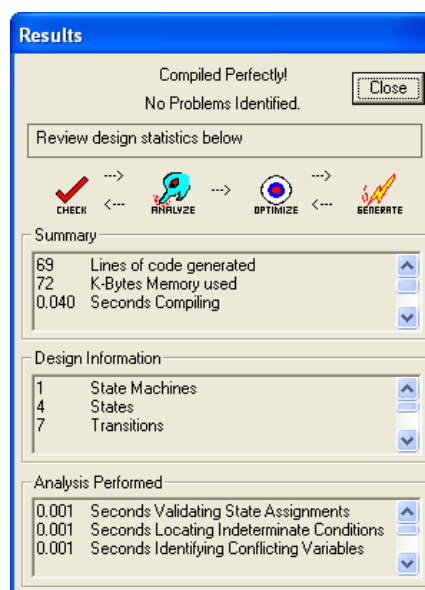 Results
Compiled Perfectly!
Close
No Problems Identified.
Review design statistics below
---> ---> --->
CHECK <--- ANALYZE OPTIMIZE <--- GENERATE
Summary
69 Lines of code generated
72 K-Bytes Memory used
0.040 Seconds Compiling
Design Information
1 State Machines
4 States
7 Transitions
Analysis Performed
0.001 Seconds Validating State Assignments
0.001 Seconds Locating Indeterminate Conditions
0.001 Seconds Identifying Conflicting Variables